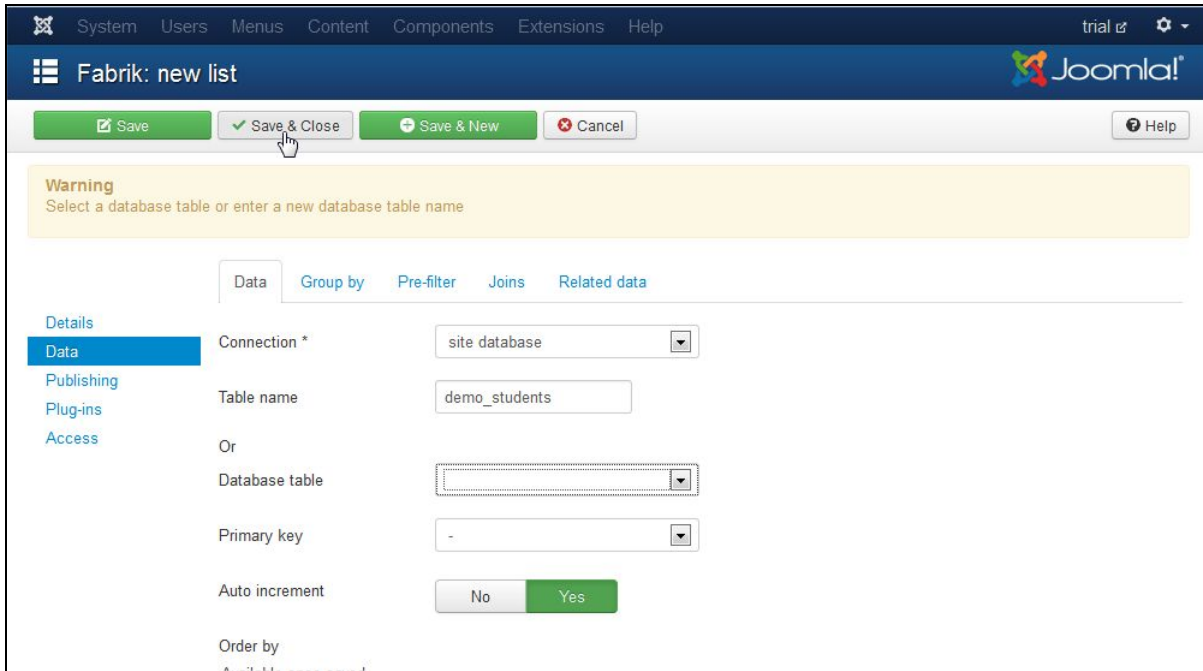 System Users Menus Content Components Extensions Help trial
Fabrik: new list Joomla!
Save Save & Close Save & New Cancel Help
Warning
Select a database table or enter a new database table name
Data Group by Pre-filter Joins Related data
Details
Data
Publishing
Plug-ins
Access
Connection * site database
Table name demo_students
Or
Database table
Primary key -
Auto increment No Yes
Order by